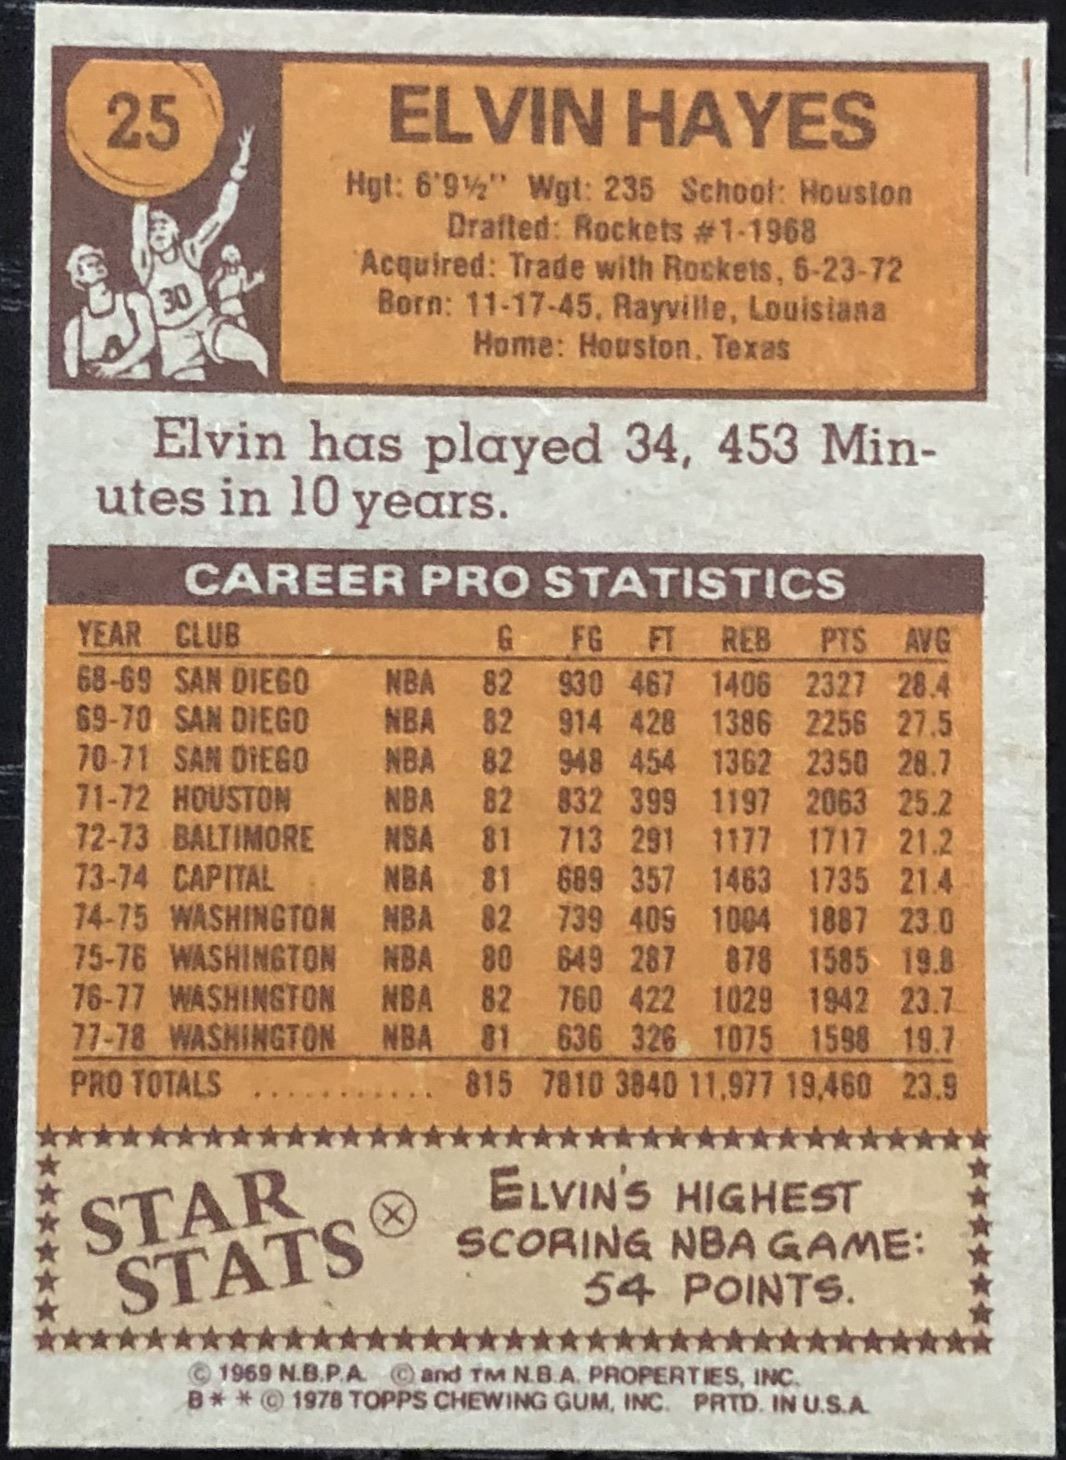 25
ELVIN HAYES
Hgt: 6'9½" Wgt: 235 School: Houston
Drafted: Rockets #1-1968
Acquired: Trade with Rockets, 6-23-72
Born: 11-17-45, Rayville, Louisiana
Home: Houston, Texas
30
Elvin has played 34, 453 Min-
utes in 10 years.
CAREER PRO STATISTICS
YEAR CLUB G FG FT REB PTS AVG
68-69 SAN DIEGO NBA 82 930 467 1406 2327 28.4
69-70 SAN DIEGO NBA 82 914 428 1386 2256 27.5
70-71 SAN DIEGO NBA 82 948 454 1362 2350 28.7
71-72 HOUSTON NBA 82 832 399 1197 2063 25.2
72-73 BALTIMORE NBA 81 713 291 1177 1717 21.2
73-74 CAPITAL NBA 81 689 357 1463 1735 21.4
74-75 WASHINGTON NBA 82 739 409 1004 1887 23.0
75-76 WASHINGTON NBA 80 649 287 878 1585 19.8
76-77 WASHINGTON NBA 82 760 422 1029 1942 23.7
77-78 WASHINGTON NBA 81 636 326 1075 1598 19.7
PRO TOTALS ........... 815 7810 3840 11,977 19,460 23.9
STAR
STATS
ELVIN'S HIGHEST
SCORING NBA GAME:
54 POINTS.
© 1969 N.B.P.A. © and TM N.B.A. PROPERTIES, INC.
B * * © 1978 TOPPS CHEWING GUM, INC. PRTD. IN U.S.A.